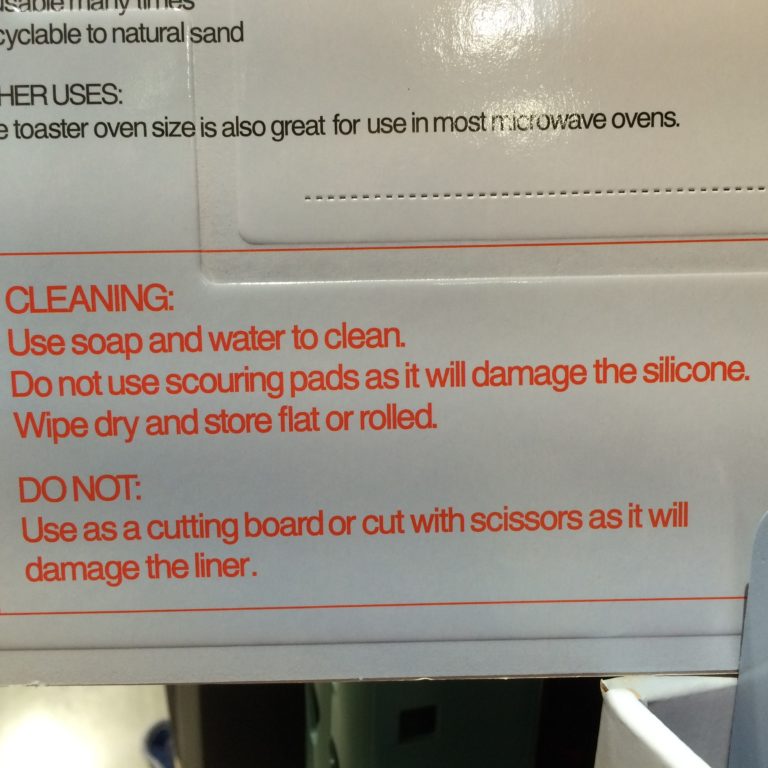 usable many times
cyclable to natural sand
HER USES:
e toaster oven size is also great for use in most microwave ovens.
CLEANING:
Use soap and water to clean.
Do not use scouring pads as it will damage the silicone.
Wipe dry and store flat or rolled.
DO NOT:
Use as a cutting board or cut with scissors as it will
damage the liner.